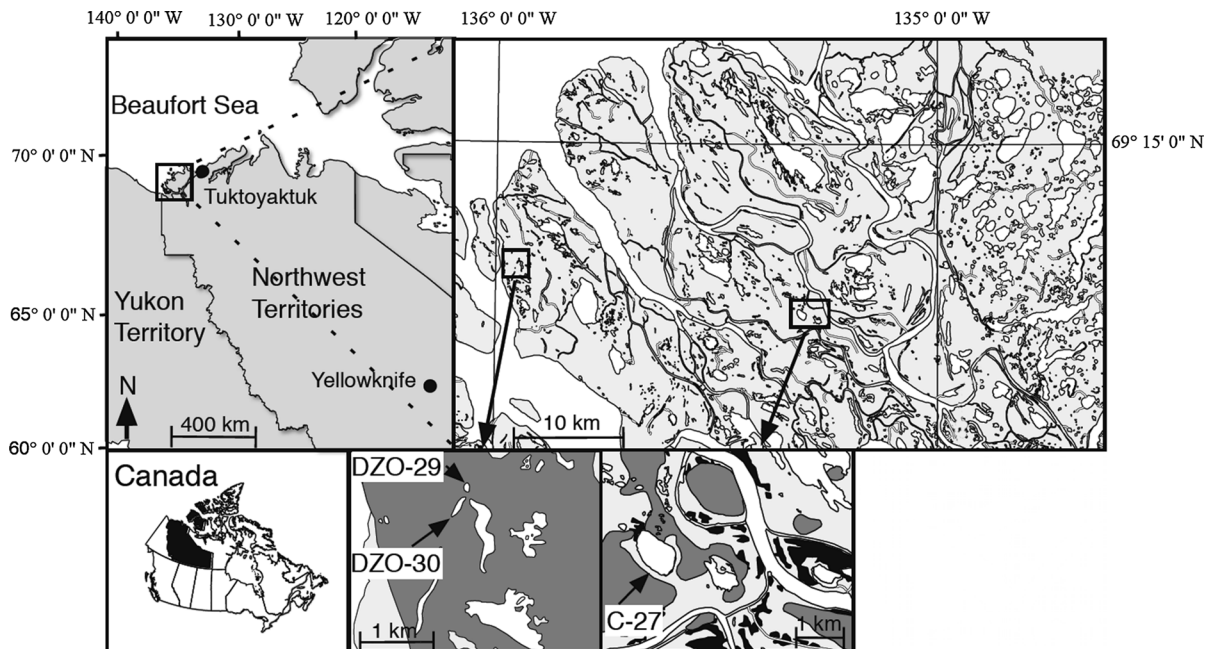 140° 0' 0" W
130° 0' 0" W
120° 0' 0" W
136° 0' 0" W
135° 0' 0" W
Beaufort Sea
70° 0' 0" N
69° 15' 0" N
Tuktoyaktuk
Northwest
Territories
Yukon
Territory
65° 0' 0" N
Yellowknife
N
400 km
10 km
60° 0' 0" N
Canada
DZO-29
DZO-30
1 km
C-27
1 km